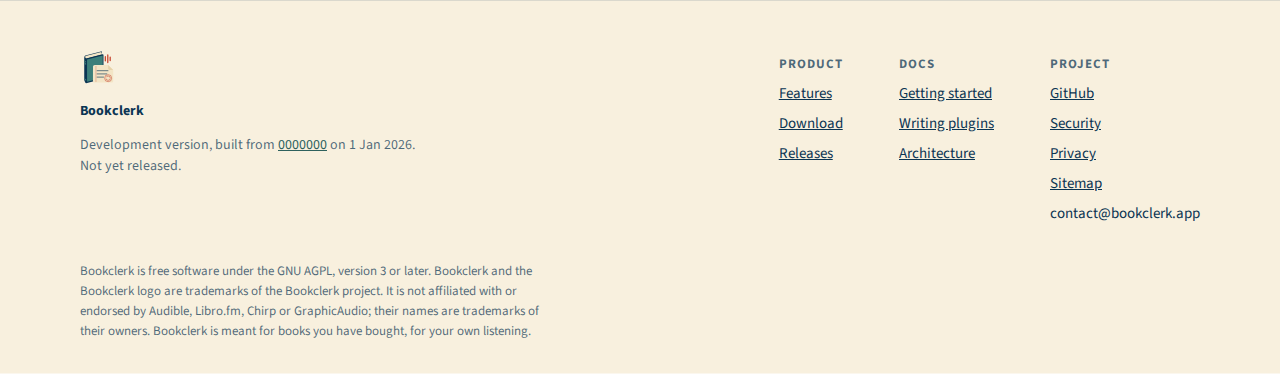 Bookclerk
Development version, built from 0000000 on 1 Jan 2026.
Not yet released.
PRODUCT
Features
Download
Releases
DOCS
Getting started
Writing plugins
Architecture
PROJECT
GitHub
Security
Privacy
Sitemap
contact@bookclerk.app
Bookclerk is free software under the GNU AGPL, version 3 or later. Bookclerk and the
Bookclerk logo are trademarks of the Bookclerk project. It is not affiliated with or
endorsed by Audible, Libro.fm, Chirp or GraphicAudio; their names are trademarks of
their owners. Bookclerk is meant for books you have bought, for your own listening.